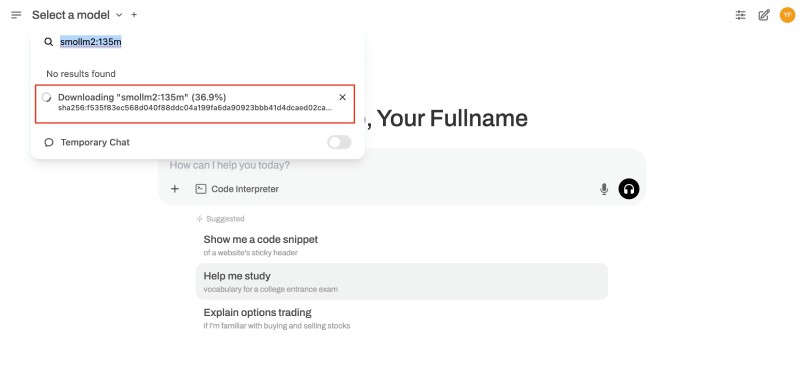 Select a model
YF
smollm2:135m
No results found
Downloading "smollm2:135m" (36.9%)
sha256:f535f83ec568d040f88ddc04a199fa6da90923bbb41d4dcaed02ca...
Temporary Chat
, Your Fullname
How can I help you today?
Code Interpreter
Suggested
Show me a code snippet
of a website's sticky header
Help me study
vocabulary for a college entrance exam
Explain options trading
if I'm familiar with buying and selling stocks